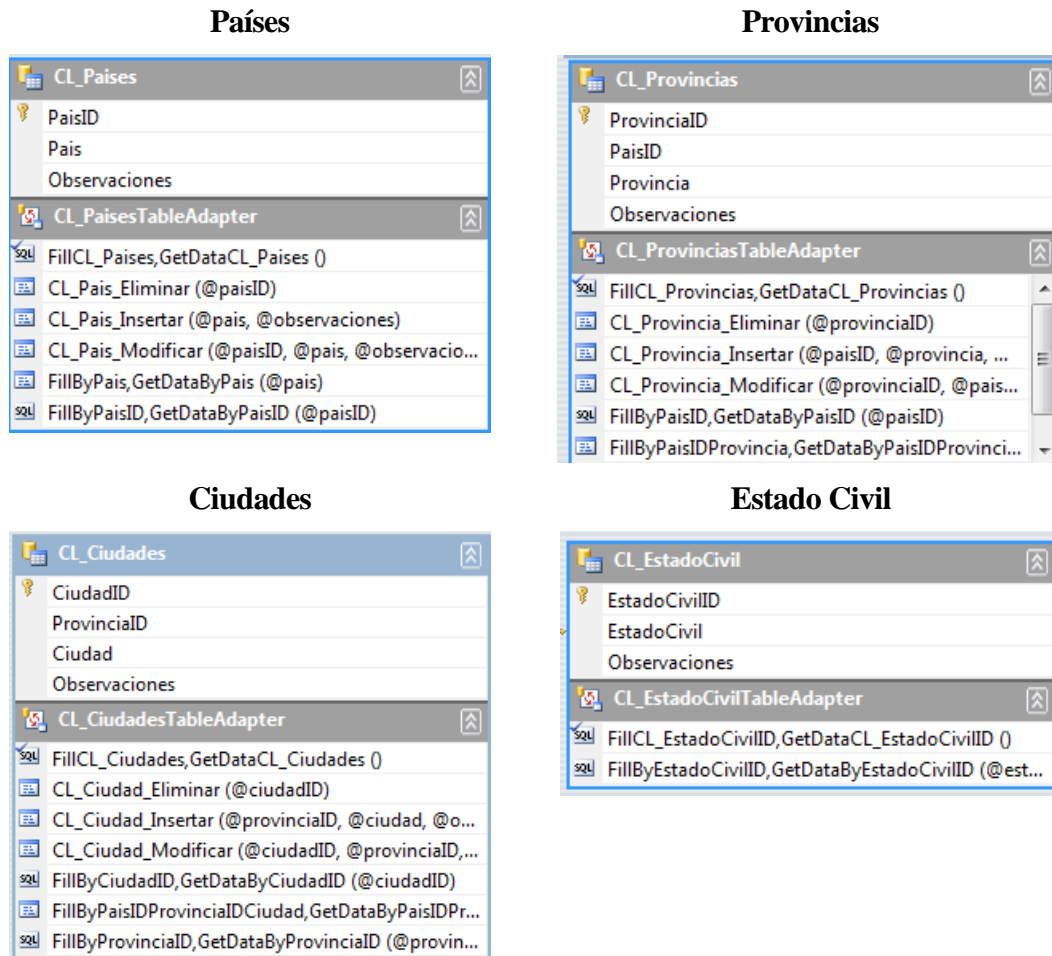 Países
CL_Paises
PaisID
Pais
Observaciones
CL_PaisesTableAdapter
FillCL_Paises,GetDataCL_Paises ()
CL_Pais_Eliminar (@paisID)
CL_Pais_Insertar (@pais, @observaciones)
CL_Pais_Modificar (@paisID, @pais, @observacio...
FillByPais,GetDataByPais (@pais)
FillByPaisID,GetDataByPaisID (@paisID)
Provincias
CL_Provincias
ProvinciaID
PaisID
Provincia
Observaciones
CL_ProvinciasTableAdapter
FillCL_Provincias,GetDataCL_Provincias ()
CL_Provincia_Eliminar (@provinciaID)
CL_Provincia_Insertar (@paisID, @provincia, ...
CL_Provincia_Modificar (@provinciaID, @pais...
FillByPaisID,GetDataByPaisID (@paisID)
FillByPaisIDProvincia,GetDataByPaisIDProvinci...
Ciudades
CL_Ciudades
CiudadID
ProvinciaID
Ciudad
Observaciones
CL_CiudadesTableAdapter
FillCL_Ciudades,GetDataCL_Ciudades ()
CL_Ciudad_Eliminar (@ciudadID)
CL_Ciudad_Insertar (@provinciaID, @ciudad, @o...
CL_Ciudad_Modificar (@ciudadID, @provinciaID,...
FillByCiudadID,GetDataByCiudadID (@ciudadID)
FillByPaisIDProvinciaIDCiudad,GetDataByPaisIDPr...
FillByProvinciaID,GetDataByProvinciaID (@provin...
Estado Civil
CL_EstadoCivil
EstadoCivilID
EstadoCivil
Observaciones
CL_EstadoCivilTableAdapter
FillCL_EstadoCivilID,GetDataCL_EstadoCivilID ()
FillByEstadoCivilID,GetDataByEstadoCivilID (@est...